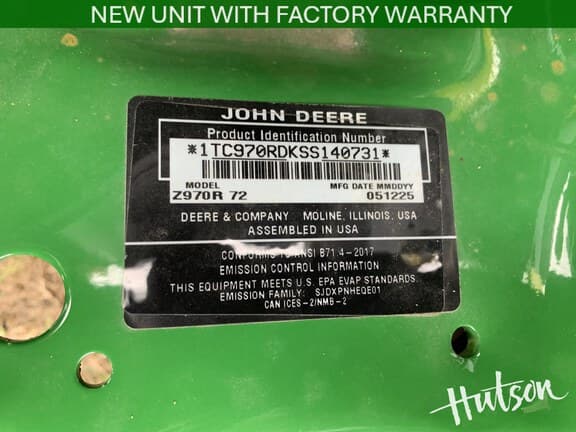 NEW UNIT WITH FACTORY WARRANTY
JOHN DEERE
Product Identification Number
*1TC970RDKSS140731*
MODEL MFG DATE MMDDYY
Z970R 72 051225
DEERE & COMPANY MOLINE, ILLINOIS, USA
ASSEMBLED IN USA
CONFORMS TO ANSI B71.4-2017
EMISSION CONTROL INFORMATION
THIS EQUIPMENT MEETS U.S. EPA EVAP STANDARDS.
EMISSION FAMILY: SJDXPNHEQE01
CAN ICES-2/NMB-2
Hutson